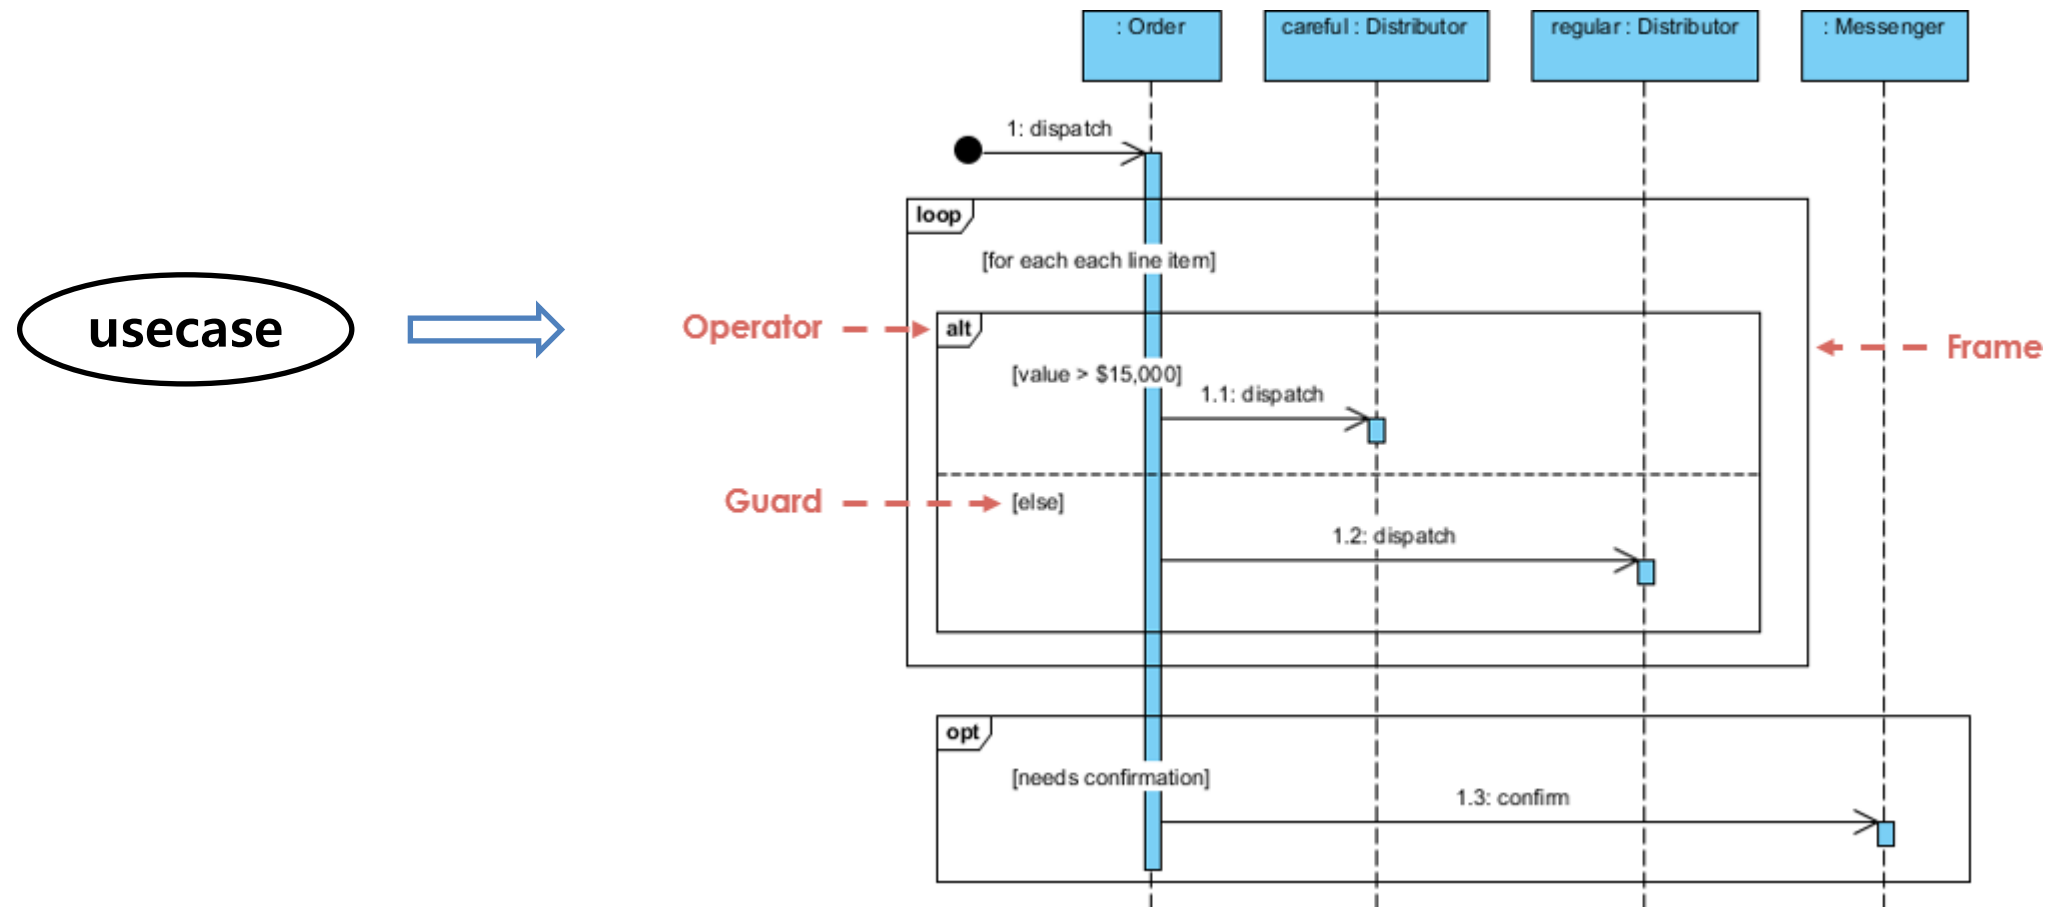 : Order
careful : Distributor
regular : Distributor
: Messenger
1: dispatch
loop
[for each each line item]
usecase
Operator
alt
Frame
[value > $15,000]
1.1: dispatch
Guard
[else]
1.2: dispatch
opt
[needs confirmation]
1.3: confirm